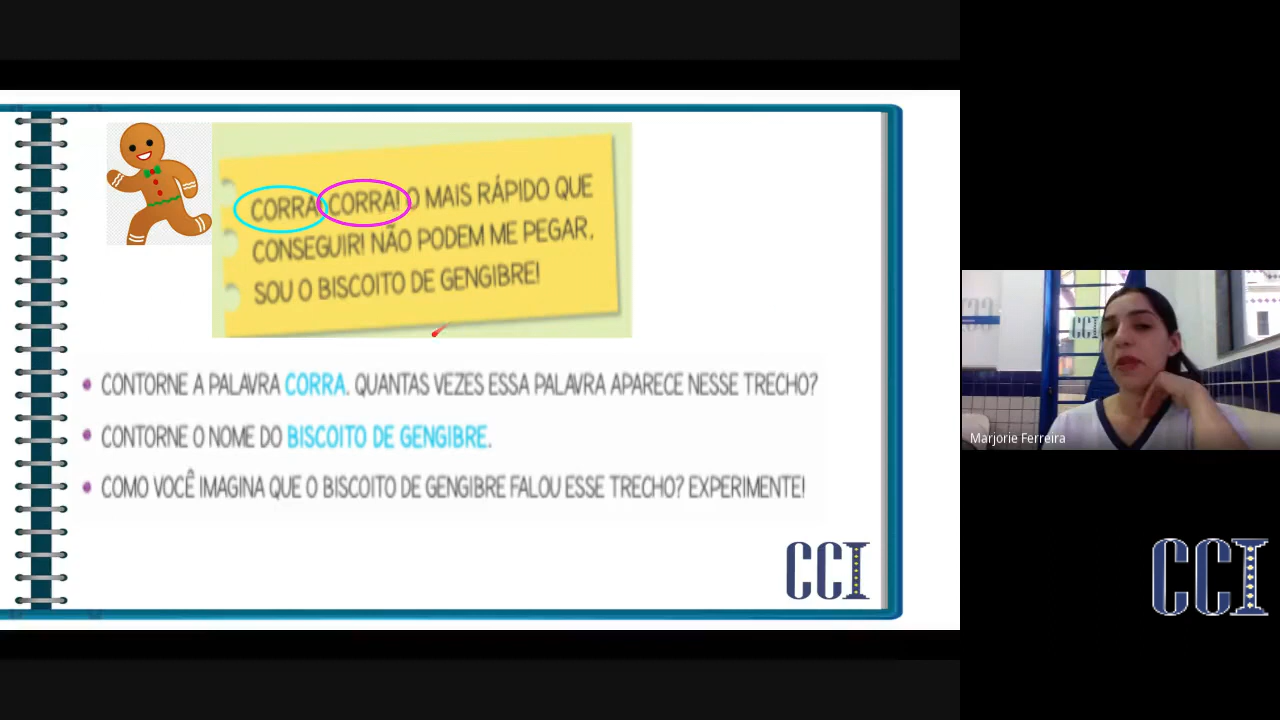 CORRA, CORRA! O MAIS RÁPIDO QUE
CONSEGUIR! NÃO PODEM ME PEGAR,
SOU O BISCOITO DE GENGIBRE!
• CONTORNE A PALAVRA CORRA. QUANTAS VEZES ESSA PALAVRA APARECE NESSE TRECHO?
• CONTORNE O NOME DO BISCOITO DE GENGIBRE.
• COMO VOCÊ IMAGINA QUE O BISCOITO DE GENGIBRE FALOU ESSE TRECHO? EXPERIMENTE!
CCI
CCI
Marjorie Ferreira
CCI